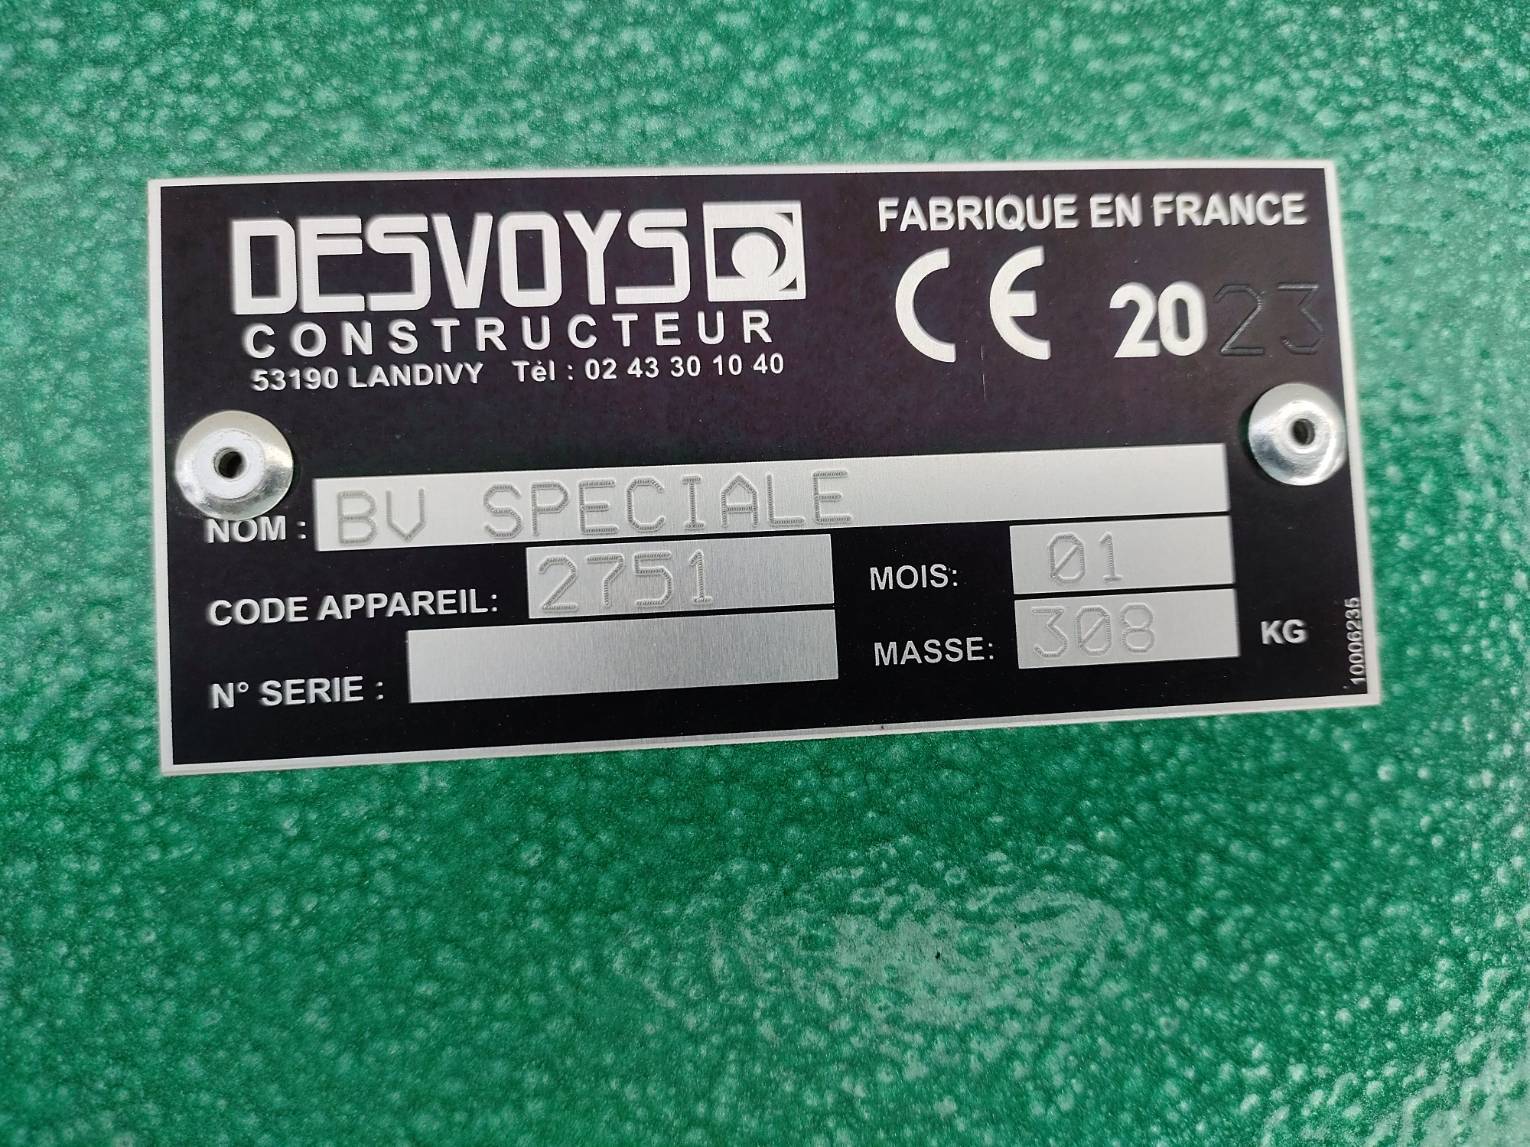 DESVOYS
CONSTRUCTEUR
53190 LANDIVY Tèl : 02 43 30 10 40
FABRIQUE EN FRANCE
CE 2023
NOM : BV SPECIALE
CODE APPAREIL: 2751
MOIS: 01
N° SERIE :
MASSE: 308 KG
10006235